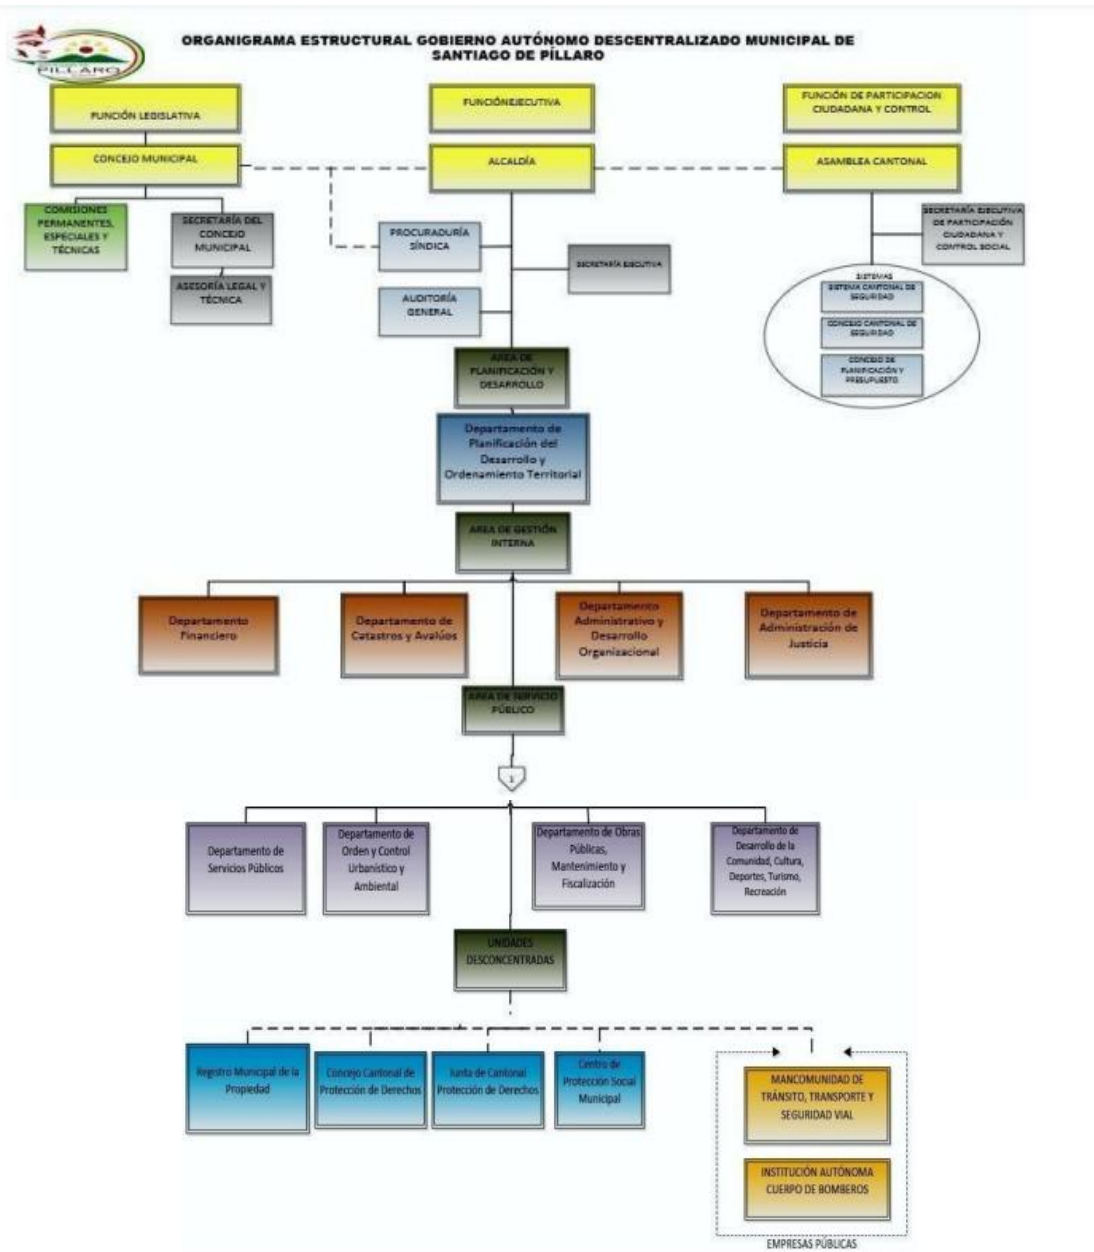 PILLARO
ORGANIGRAMA ESTRUCTURAL GOBIERNO AUTÓNOMO DESCENTRALIZADO MUNICIPAL DE
SANTIAGO DE PÍLLARO
FUNCIÓN LEGISLATIVA
FUNCIÓNEJECUTIVA
FUNCIÓN DE PARTICIPACION
CIUDADANA Y CONTROL
CONCEJO MUNICIPAL
ALCALDÍA
ASAMBLEA CANTONAL
COMISIONES
PERMANENTES,
ESPECIALES Y
TÉCNICAS
SECRETARÍA DEL
CONCEJO
MUNICIPAL
ASESORÍA LEGAL Y
TÉCNICA
PROCURADURÍA
SÍNDICA
SECRETARÍA EJECUTIVA
AUDITORÍA
GENERAL
SECRETARÍA EJECUTIVA
DE PARTICIPACIÓN
CIUDADANA Y
CONTROL SOCIAL
SISTEMAS
SISTEMA CANTONAL DE
SEGURIDAD
CONCEJO CANTONAL DE
SEGURIDAD
CONCEJO DE
PLANIFICACIÓN Y
PRESUPUESTO
AREA DE
PLANIFICACIÓN Y
DESARROLLO
Departamento de
Planificación del
Desarrollo y
Ordenamiento Territorial
AREA DE GESTIÓN
INTERNA
Departamento
Financiero
Departamento de
Catastros y Avalúos
Departamento
Administrativo y
Desarrollo
Organizacional
Departamento de
Administración de
Justicia
AREA DE SERVICIO
PÚBLICO
1
Departamento de
Servicios Públicos
Departamento de
Orden y Control
Urbanístico y
Ambiental
Departamento de Obras
Públicas,
Mantenimiento y
Fiscalización
Departamento de
Desarrollo de la
Comunidad, Cultura,
Deportes, Turismo,
Recreación
UNIDADES
DESCONCENTRADAS
Registro Municipal de la
Propiedad
Concejo Cantonal de
Protección de Derechos
Junta de Cantonal
Protección de Derechos
Centro de
Protección Social
Municipal
MANCOMUNIDAD DE
TRÁNSITO, TRANSPORTE Y
SEGURIDAD VIAL
INSTITUCIÓN AUTÓNOMA
CUERPO DE BOMBEROS
EMPRESAS PÚBLICAS